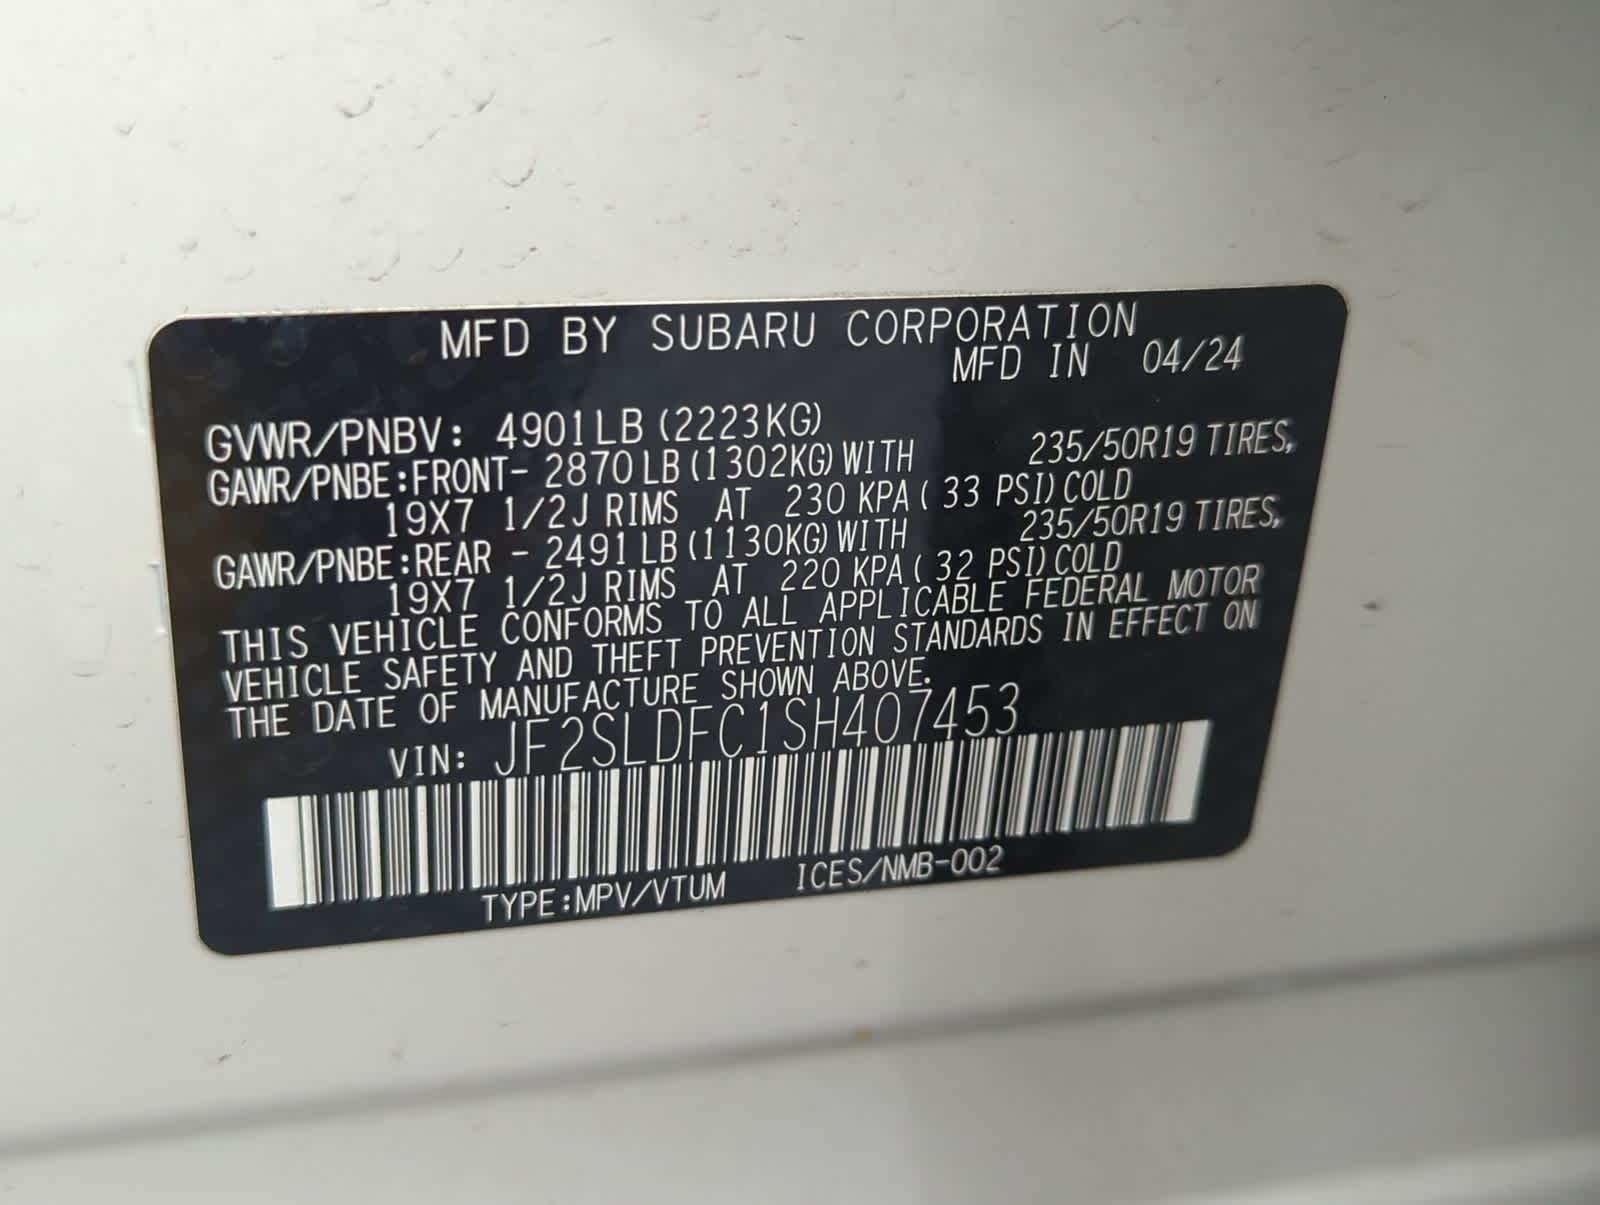 MFD BY SUBARU CORPORATION
MFD IN 04/24
GVWR/PNBV: 4901LB (2223KG)
GAWR/PNBE:FRONT- 2870LB (1302KG) WITH 235/50R19 TIRES,
19X7 1/2J RIMS AT 230 KPA ( 33 PSI) COLD
GAWR/PNBE:REAR - 2491LB (1130KG) WITH 235/50R19 TIRES,
19X7 1/2J RIMS AT 220 KPA ( 32 PSI) COLD
THIS VEHICLE CONFORMS TO ALL APPLICABLE FEDERAL MOTOR
VEHICLE SAFETY AND THEFT PREVENTION STANDARDS IN EFFECT ON
THE DATE OF MANUFACTURE SHOWN ABOVE.
VIN: JF2SLDFC1SH407453
TYPE:MPV/VTUM ICES/NMB-002